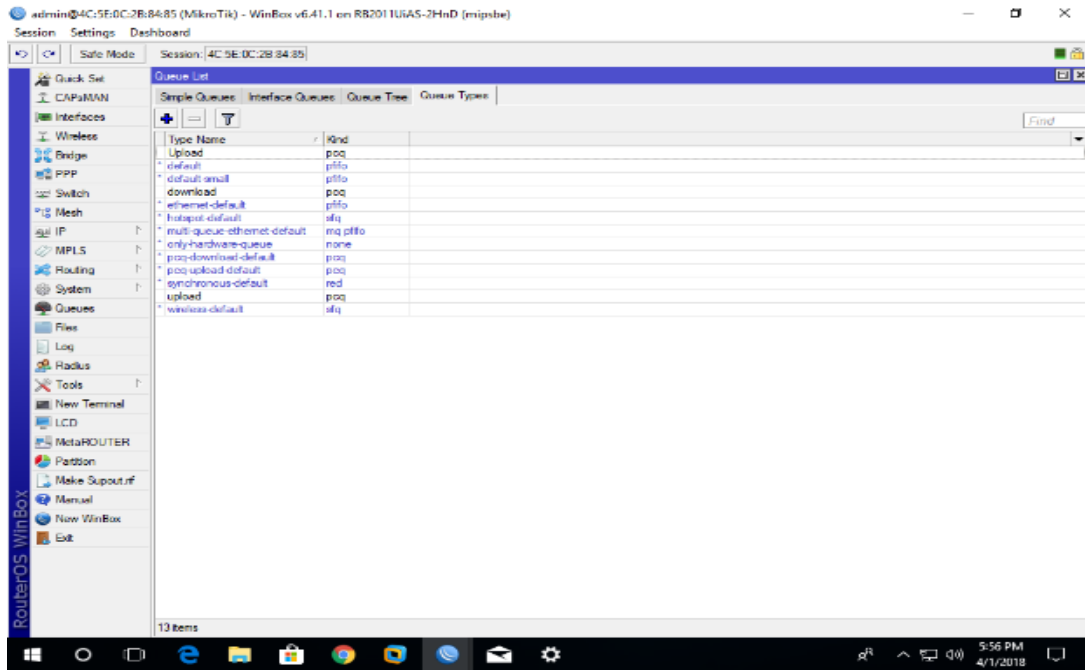 admin@4C:5E:0C:2B:84:85 (MikroTik) - WinBox v6.41.1 on RB2011UiAS-2HnD (mipsbe)
Session Settings Dashboard
Safe Mode Session: 4C:5E:0C:2B:84:85
Queue List
Simple Queues Interface Queues Queue Tree Queue Types
Find
Type Name Kind
Upload pcq
* default pfifo
* default-small pfifo
download pcq
* ethernet-default pfifo
* hotspot-default sfq
* multi-queue-ethernet-default mq pfifo
* only-hardware-queue none
* pcq-download-default pcq
* pcq-upload-default pcq
* synchronous-default red
upload pcq
* wireless-default sfq
13 items
Quick Set
CAPsMAN
Interfaces
Wireless
Bridge
PPP
Switch
Mesh
IP
MPLS
Routing
System
Queues
Files
Log
Radius
Tools
New Terminal
LCD
MetaROUTER
Partition
Make Supout.rif
Manual
New WinBox
Exit
RouterOS WinBox
5:56 PM
4/1/2018